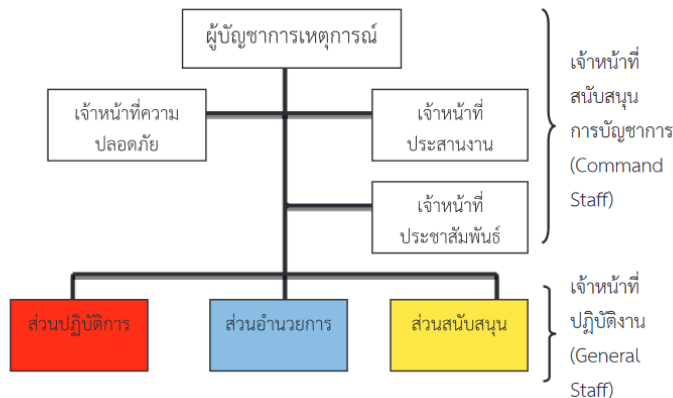 ผู้บัญชาการเหตุการณ์
เจ้าหน้าที่ความ
ปลอดภัย
เจ้าหน้าที่
ประสานงาน
เจ้าหน้าที่
ประชาสัมพันธ์
เจ้าหน้าที่
สนับสนุน
การบัญชาการ
(Command
Staff)
ส่วนปฏิบัติการ
ส่วนอำนวยการ
ส่วนสนับสนุน
เจ้าหน้าที่
ปฏิบัติงาน
(General
Staff)